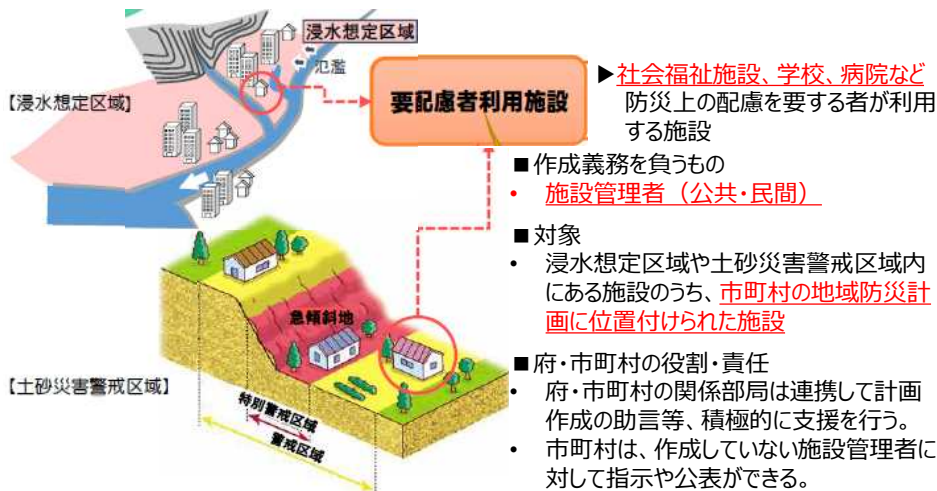 浸水想定区域
氾濫
【浸水想定区域】
要配慮者利用施設
▶社会福祉施設、学校、病院など
防災上の配慮を要する者が利用
する施設
■作成義務を負うもの
• 施設管理者（公共・民間）
■対象
• 浸水想定区域や土砂災害警戒区域内
にある施設のうち、市町村の地域防災計
画に位置付けられた施設
急傾斜地
【土砂災害警戒区域】
特別警戒区域
警戒区域
■府・市町村の役割・責任
• 府・市町村の関係部局は連携して計画
作成の助言等、積極的に支援を行う。
• 市町村は、作成していない施設管理者に
対して指示や公表ができる。